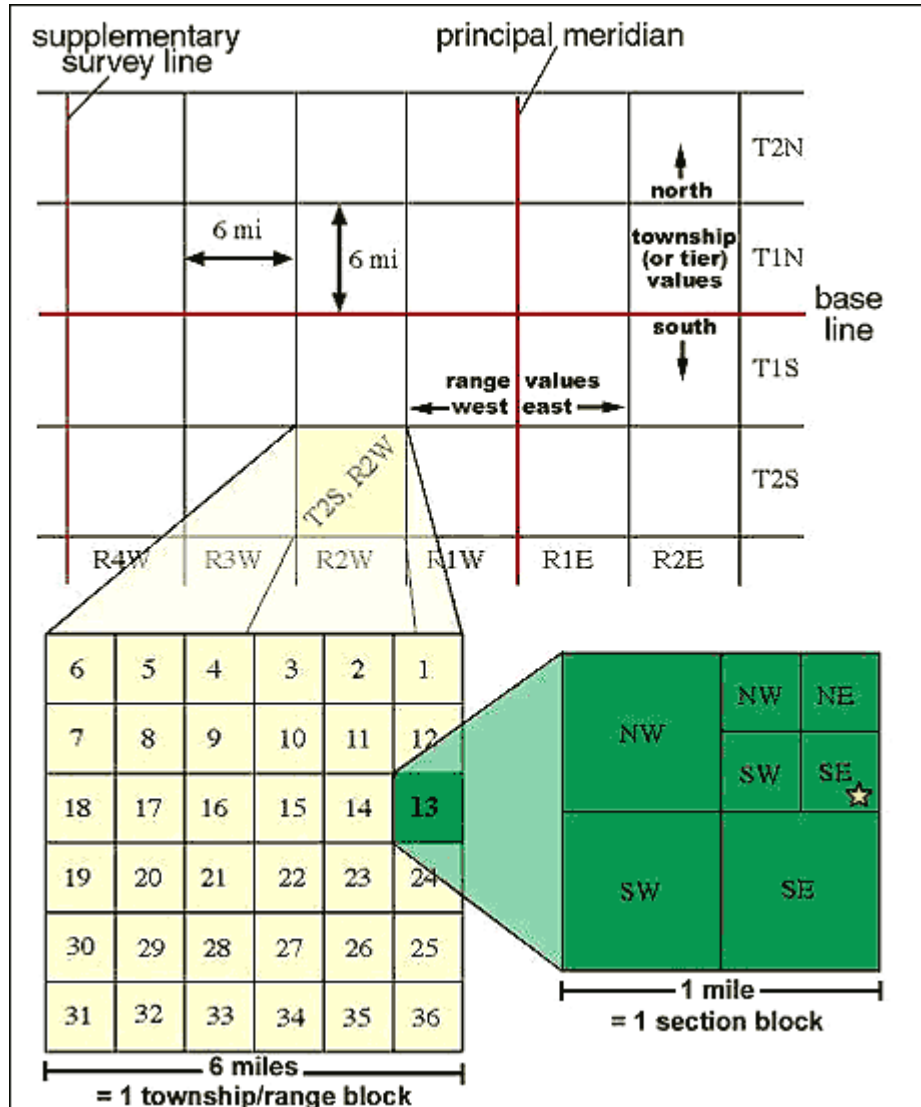 supplementary
survey line
principal meridian
T2N
north
6 mi
6 mi
township
(or tier)
values
T1N
base
line
south
T1S
range values
west east
T2S, R2W
T2S
R4W R3W R2W R1W R1E R2E
6 5 4 3 2 1
7 8 9 10 11 12
18 17 16 15 14 13
19 20 21 22 23 24
30 29 28 27 26 25
31 32 33 34 35 36
6 miles
= 1 township/range block
NW NW NE
SW SE
SW SE
1 mile
= 1 section block